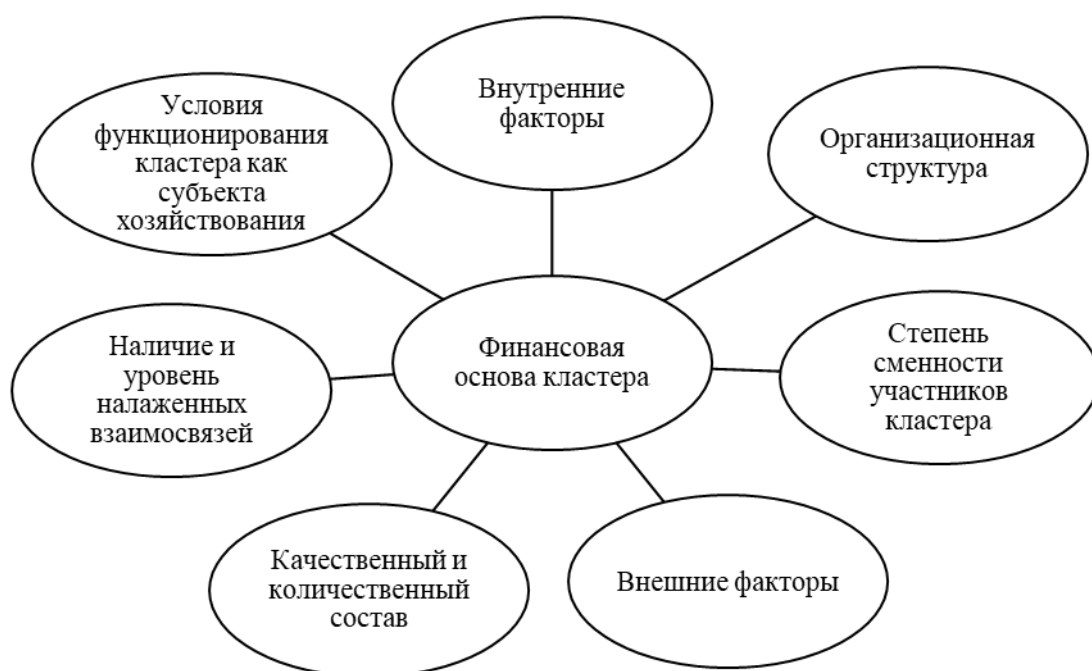 Внутренние
факторы
Условия
функционирования
кластера как
субъекта
хозяйствования
Организационная
структура
Финансовая
основа кластера
Наличие и
уровень
налаженных
взаимосвязей
Степень
сменности
участников
кластера
Качественный и
количественный
состав
Внешние факторы